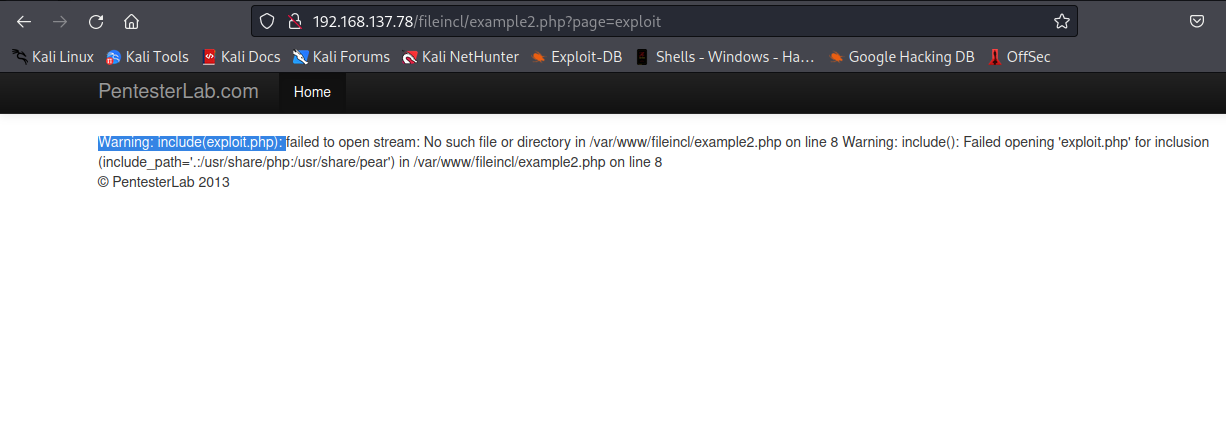 192.168.137.78/fileincl/example2.php?page=exploit
Kali Linux Kali Tools Kali Docs Kali Forums Kali NetHunter Exploit-DB Shells - Windows - Ha… Google Hacking DB OffSec
PentesterLab.com Home
Warning: include(exploit.php): failed to open stream: No such file or directory in /var/www/fileincl/example2.php on line 8 Warning: include(): Failed opening 'exploit.php' for inclusion
(include_path='.:/usr/share/php:/usr/share/pear') in /var/www/fileincl/example2.php on line 8
© PentesterLab 2013